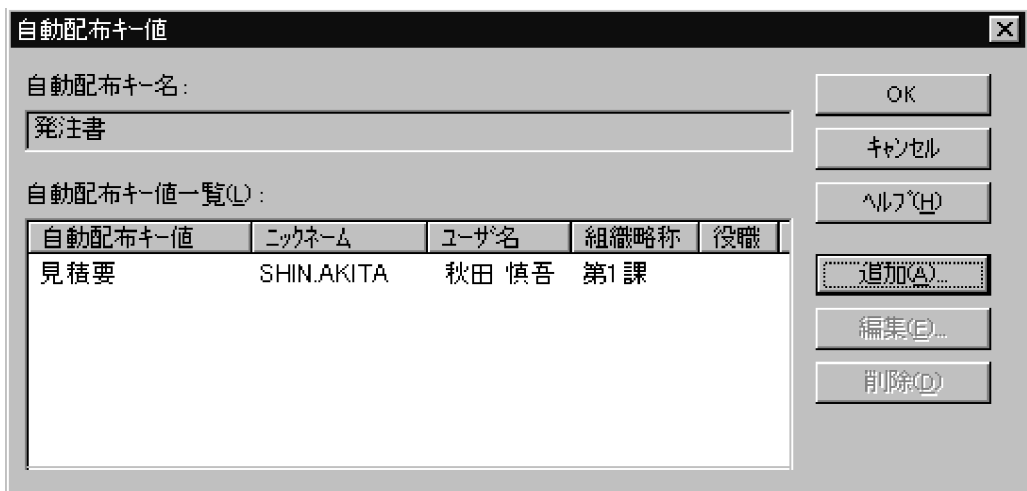 自動配布ｷｰ値
自動配布ｷｰ名:
発注書
自動配布ｷｰ値一覧(L):
自動配布ｷｰ値 ﾆｯｸﾈｰﾑ ﾕｰｻﾞ名 組織略称 役職
見積要 SHIN.AKITA 秋田 慎吾 第1課
OK
ｷｬﾝｾﾙ
ﾍﾙﾌﾟ(H)
追加(A)...
編集(E)...
削除(D)